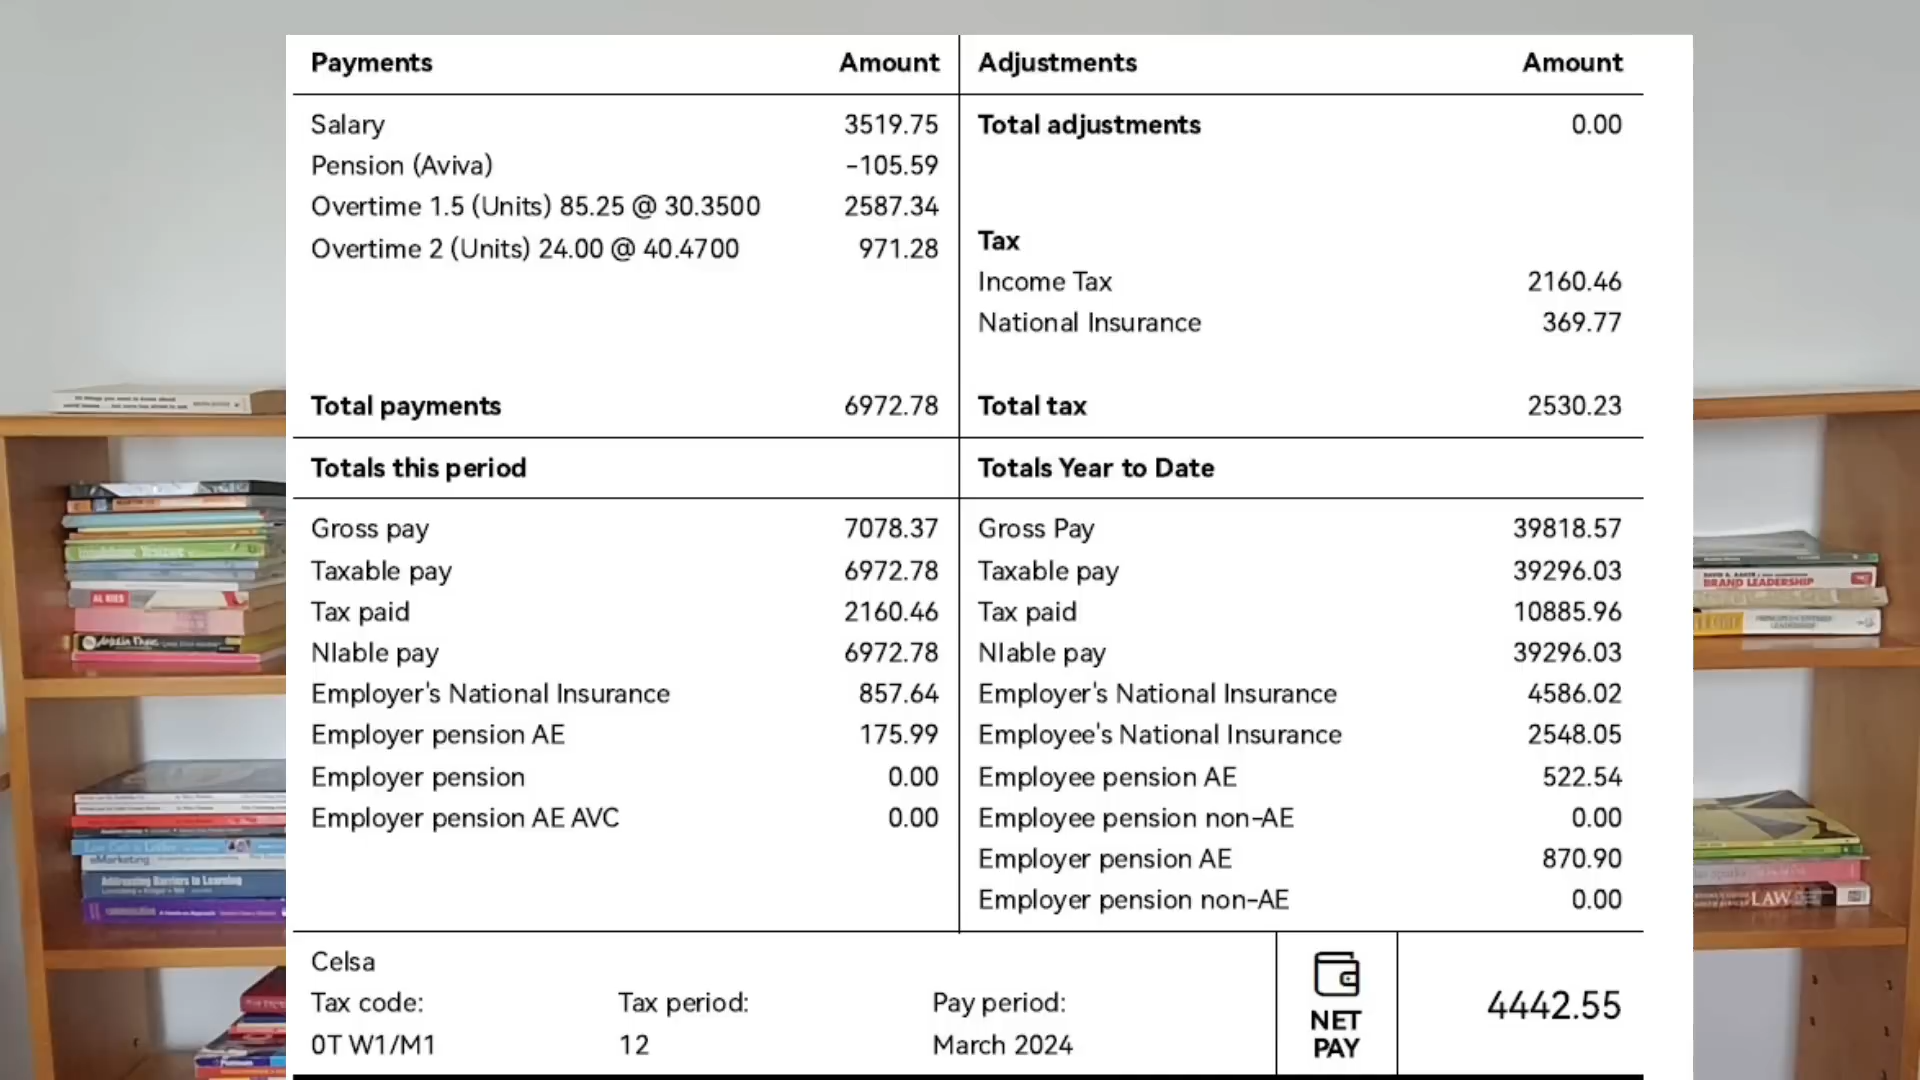 Payments Amount
Salary 3519.75
Pension (Aviva) -105.59
Overtime 1.5 (Units) 85.25 @ 30.3500 2587.34
Overtime 2 (Units) 24.00 @ 40.4700 971.28
Total payments 6972.78
Adjustments Amount
Total adjustments 0.00
Tax
Income Tax 2160.46
National Insurance 369.77
Total tax 2530.23
Totals this period
Gross pay 7078.37
Taxable pay 6972.78
Tax paid 2160.46
NIable pay 6972.78
Employer's National Insurance 857.64
Employer pension AE 175.99
Employer pension 0.00
Employer pension AE AVC 0.00
Totals Year to Date
Gross Pay 39818.57
Taxable pay 39296.03
Tax paid 10885.96
NIable pay 39296.03
Employer's National Insurance 4586.02
Employee's National Insurance 2548.05
Employee pension AE 522.54
Employee pension non-AE 0.00
Employer pension AE 870.90
Employer pension non-AE 0.00
Celsa
Tax code: Tax period: Pay period:
0T W1/M1 12 March 2024
NET
PAY
4442.55
AL RIES
eMarketing
Addressing Barriers to Learning
BRAND LEADERSHIP
LAW